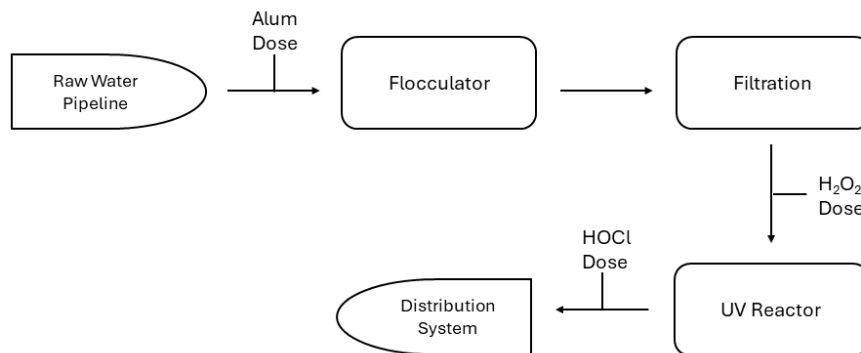 Alum
Dose
Raw Water
Pipeline
Flocculator
Filtration
H₂O₂
Dose
HOCl
Dose
Distribution
System
UV Reactor